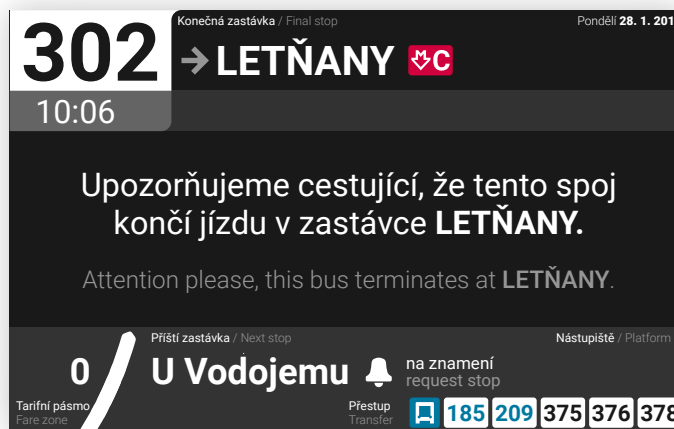 302
Konečná zastávka / Final stop
Pondělí 28. 1. 201
→ LETŇANY C
10:06
Upozorňujeme cestující, že tento spoj
končí jízdu v zastávce LETŇANY.
Attention please, this bus terminates at LETŇANY.
Příští zastávka / Next stop
Nástupiště / Platform
0
U Vodojemu
na znamení
request stop
Tarifní pásmo
Fare zone
Přestup
Transfer
185 209 375 376 378